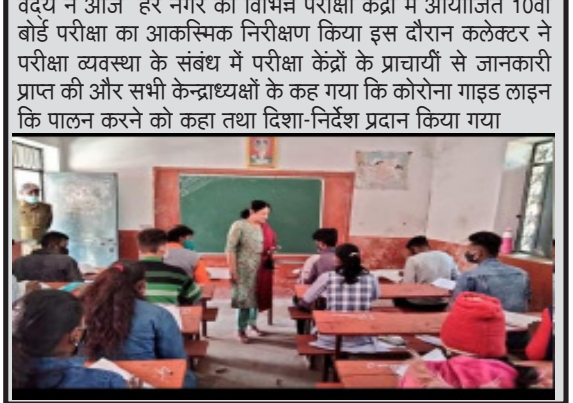 वद्य ने आज हर नगर की विभिन्न परीक्षा केंद्रों में आयोजित 10वीं
बोर्ड परीक्षा का आकस्मिक निरीक्षण किया इस दौरान कलेक्टर ने
परीक्षा व्यवस्था के संबंध में परीक्षा केंद्रों के प्राचार्यों से जानकारी
प्राप्त की और सभी केन्द्राध्यक्षों के कह गया कि कोरोना गाइड लाइन
कि पालन करने को कहा तथा दिशा-निर्देश प्रदान किया गया